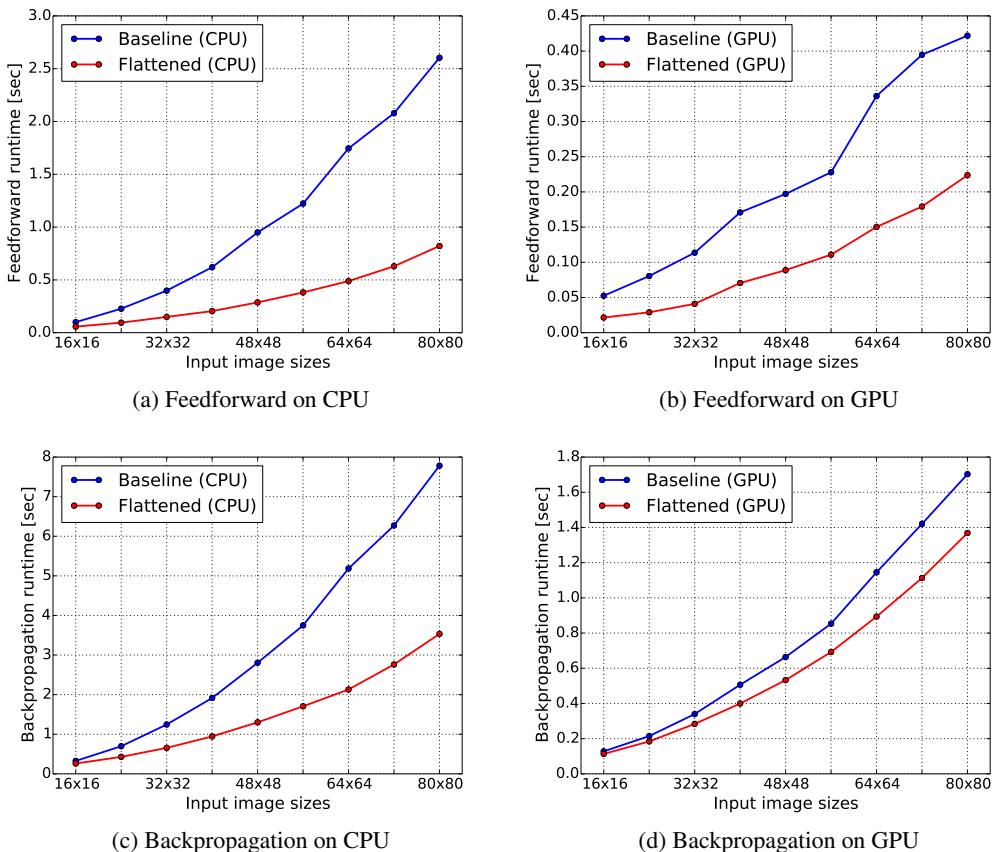 3.0
2.5
2.0
1.5
1.0
0.5
0.0
Feedforward runtime [sec]
Baseline (CPU)
Flattened (CPU)
16x16 32x32 48x48 64x64 80x80
Input image sizes
(a) Feedforward on CPU
0.45
0.40
0.35
0.30
0.25
0.20
0.15
0.10
0.05
0.00
Feedforward runtime [sec]
Baseline (GPU)
Flattened (GPU)
16x16 32x32 48x48 64x64 80x80
Input image sizes
(b) Feedforward on GPU
8
7
6
5
4
3
2
1
0
Backpropagation runtime [sec]
Baseline (CPU)
Flattened (CPU)
16x16 32x32 48x48 64x64 80x80
Input image sizes
(c) Backpropagation on CPU
1.8
1.6
1.4
1.2
1.0
0.8
0.6
0.4
0.2
0.0
Backpropagation runtime [sec]
Baseline (GPU)
Flattened (GPU)
16x16 32x32 48x48 64x64 80x80
Input image sizes
(d) Backpropagation on GPU